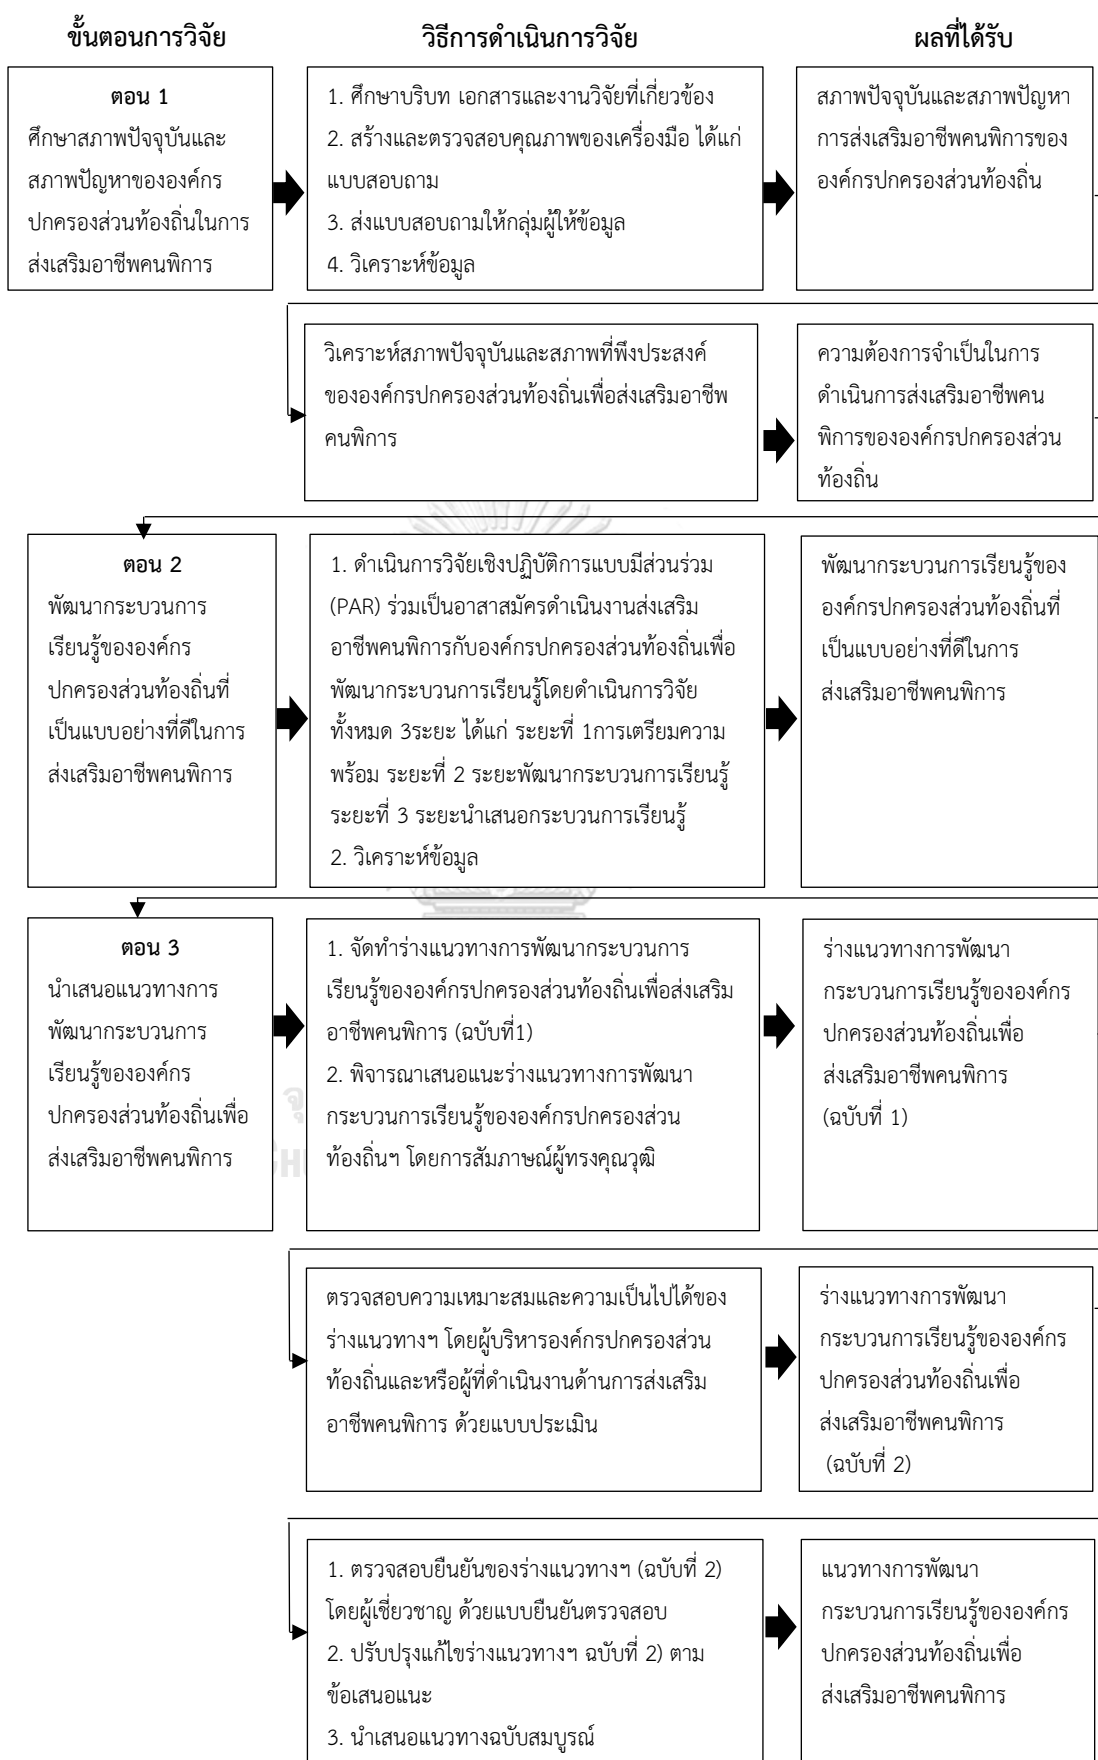 ขั้นตอนการวิจัย
วิธีการดำเนินการวิจัย
ผลที่ได้รับ
ตอน 1
ศึกษาสภาพปัจจุบันและ
สภาพปัญหาขององค์กร
ปกครองส่วนท้องถิ่นในการ
ส่งเสริมอาชีพคนพิการ
1. ศึกษาบริบท เอกสารและงานวิจัยที่เกี่ยวข้อง
2. สร้างและตรวจสอบคุณภาพของเครื่องมือ ได้แก่
แบบสอบถาม
3. ส่งแบบสอบถามให้กลุ่มผู้ให้ข้อมูล
4. วิเคราะห์ข้อมูล
สภาพปัจจุบันและสภาพปัญหา
การส่งเสริมอาชีพคนพิการของ
องค์กรปกครองส่วนท้องถิ่น
วิเคราะห์สภาพปัจจุบันและสภาพที่พึงประสงค์
ขององค์กรปกครองส่วนท้องถิ่นเพื่อส่งเสริมอาชีพ
คนพิการ
ความต้องการจำเป็นในการ
ดำเนินการส่งเสริมอาชีพคน
พิการขององค์กรปกครองส่วน
ท้องถิ่น
ตอน 2
พัฒนากระบวนการ
เรียนรู้ขององค์กร
ปกครองส่วนท้องถิ่นที่
เป็นแบบอย่างที่ดีในการ
ส่งเสริมอาชีพคนพิการ
1. ดำเนินการวิจัยเชิงปฏิบัติการแบบมีส่วนร่วม
(PAR) ร่วมเป็นอาสาสมัครดำเนินงานส่งเสริม
อาชีพคนพิการกับองค์กรปกครองส่วนท้องถิ่นเพื่อ
พัฒนากระบวนการเรียนรู้โดยดำเนินการวิจัย
ทั้งหมด 3ระยะ ได้แก่ ระยะที่ 1การเตรียมความ
พร้อม ระยะที่ 2 ระยะพัฒนากระบวนการเรียนรู้
ระยะที่ 3 ระยะนำเสนอกระบวนการเรียนรู้
2. วิเคราะห์ข้อมูล
พัฒนากระบวนการเรียนรู้ของ
องค์กรปกครองส่วนท้องถิ่นที่
เป็นแบบอย่างที่ดีในการ
ส่งเสริมอาชีพคนพิการ
ตอน 3
นำเสนอแนวทางการ
พัฒนากระบวนการ
เรียนรู้ขององค์กร
ปกครองส่วนท้องถิ่นเพื่อ
ส่งเสริมอาชีพคนพิการ
1. จัดทำร่างแนวทางการพัฒนากระบวนการ
เรียนรู้ขององค์กรปกครองส่วนท้องถิ่นเพื่อส่งเสริม
อาชีพคนพิการ (ฉบับที่1)
2. พิจารณาเสนอแนะร่างแนวทางการพัฒนา
กระบวนการเรียนรู้ขององค์กรปกครองส่วน
ท้องถิ่นฯ โดยการสัมภาษณ์ผู้ทรงคุณวุฒิ
ร่างแนวทางการพัฒนา
กระบวนการเรียนรู้ขององค์กร
ปกครองส่วนท้องถิ่นเพื่อ
ส่งเสริมอาชีพคนพิการ
(ฉบับที่ 1)
ตรวจสอบความเหมาะสมและความเป็นไปได้ของ
ร่างแนวทางฯ โดยผู้บริหารองค์กรปกครองส่วน
ท้องถิ่นและหรือผู้ที่ดำเนินงานด้านการส่งเสริม
อาชีพคนพิการ ด้วยแบบประเมิน
ร่างแนวทางการพัฒนา
กระบวนการเรียนรู้ขององค์กร
ปกครองส่วนท้องถิ่นเพื่อ
ส่งเสริมอาชีพคนพิการ
(ฉบับที่ 2)
1. ตรวจสอบยืนยันของร่างแนวทางฯ (ฉบับที่ 2)
โดยผู้เชี่ยวชาญ ด้วยแบบยืนยันตรวจสอบ
2. ปรับปรุงแก้ไขร่างแนวทางฯ ฉบับที่ 2) ตาม
ข้อเสนอแนะ
3. นำเสนอแนวทางฉบับสมบูรณ์
แนวทางการพัฒนา
กระบวนการเรียนรู้ขององค์กร
ปกครองส่วนท้องถิ่นเพื่อ
ส่งเสริมอาชีพคนพิการ